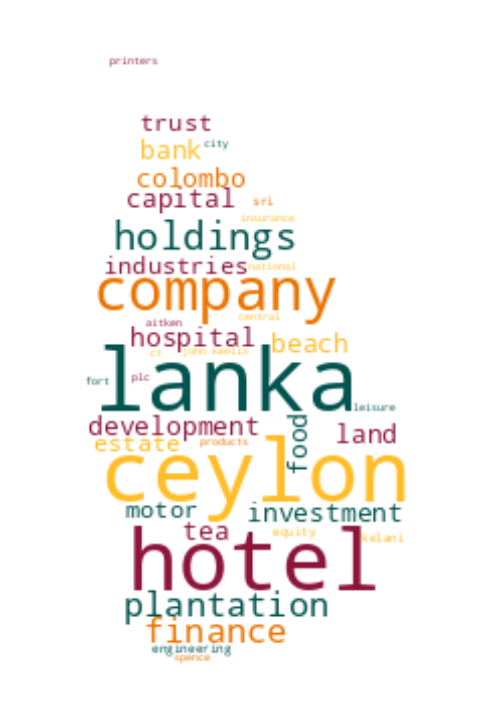 printers
trust
bank city
colombo
capital sri
insurance
holdings
industries national
company
central
aitken
hospital beach
ct john keells
lanka
fort plc
leisure
development food land
estate products
ceylon
motor investment
tea equity kelani
hotel
plantation
finance
engineering
spence